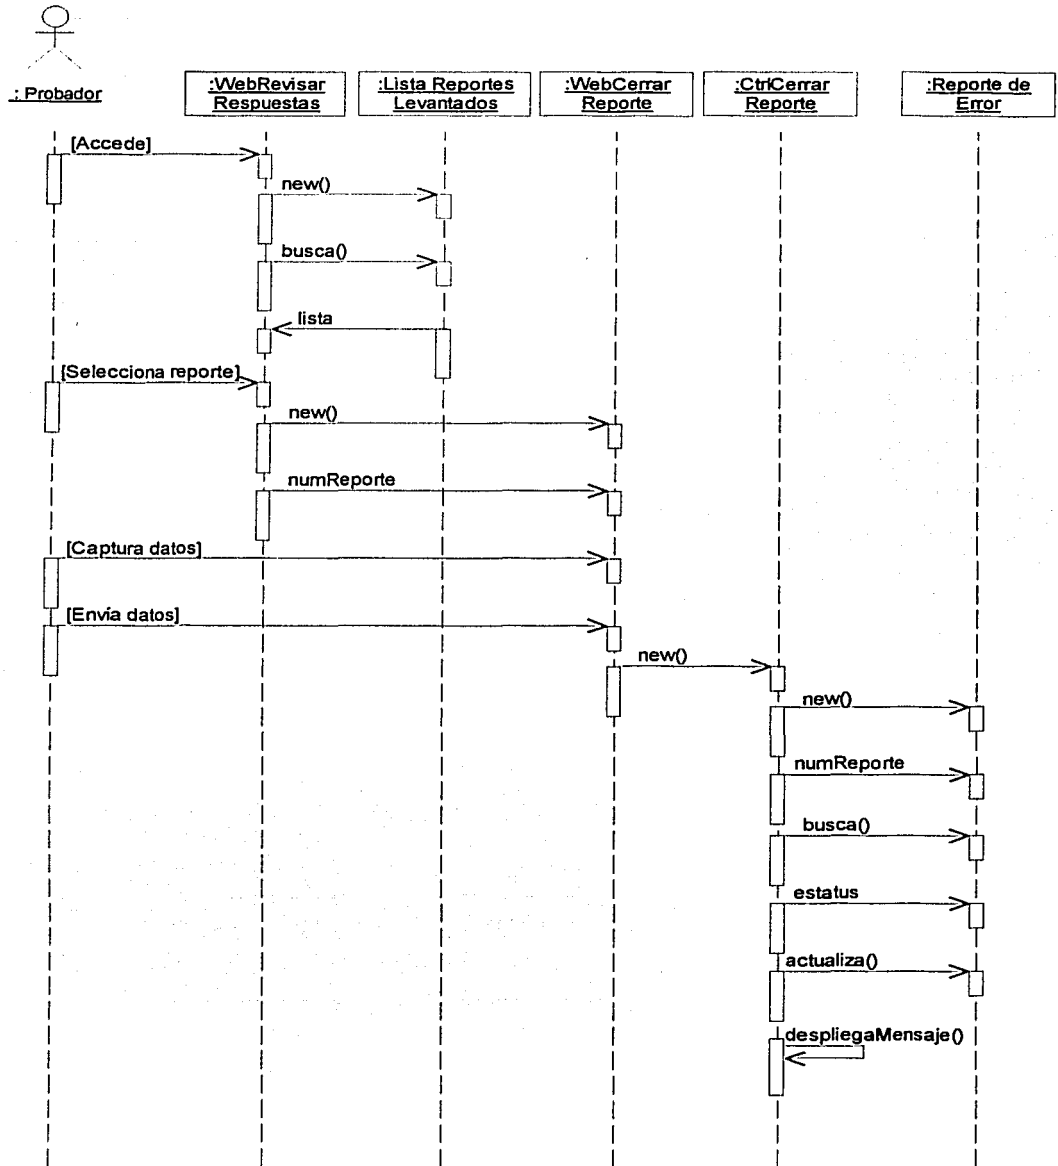 : Probador
:WebRevisar
Respuestas
:Lista Reportes
Levantados
:WebCerrar
Reporte
:CtrlCerrar
Reporte
:Reporte de
Error
[Accede]
new()
busca()
lista
[Selecciona reporte]
new()
numReporte
[Captura datos]
[Envía datos]
new()
new()
numReporte
busca()
estatus
actualiza()
despliegaMensaje()